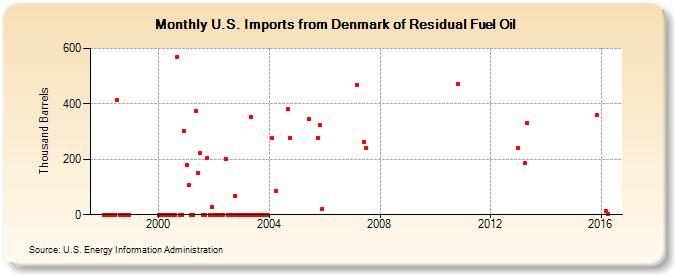 Monthly U.S. Imports from Denmark of Residual Fuel Oil
Thousand Barrels
600
400
200
0
2000 2004 2008 2012 2016
Source: U.S. Energy Information Administration